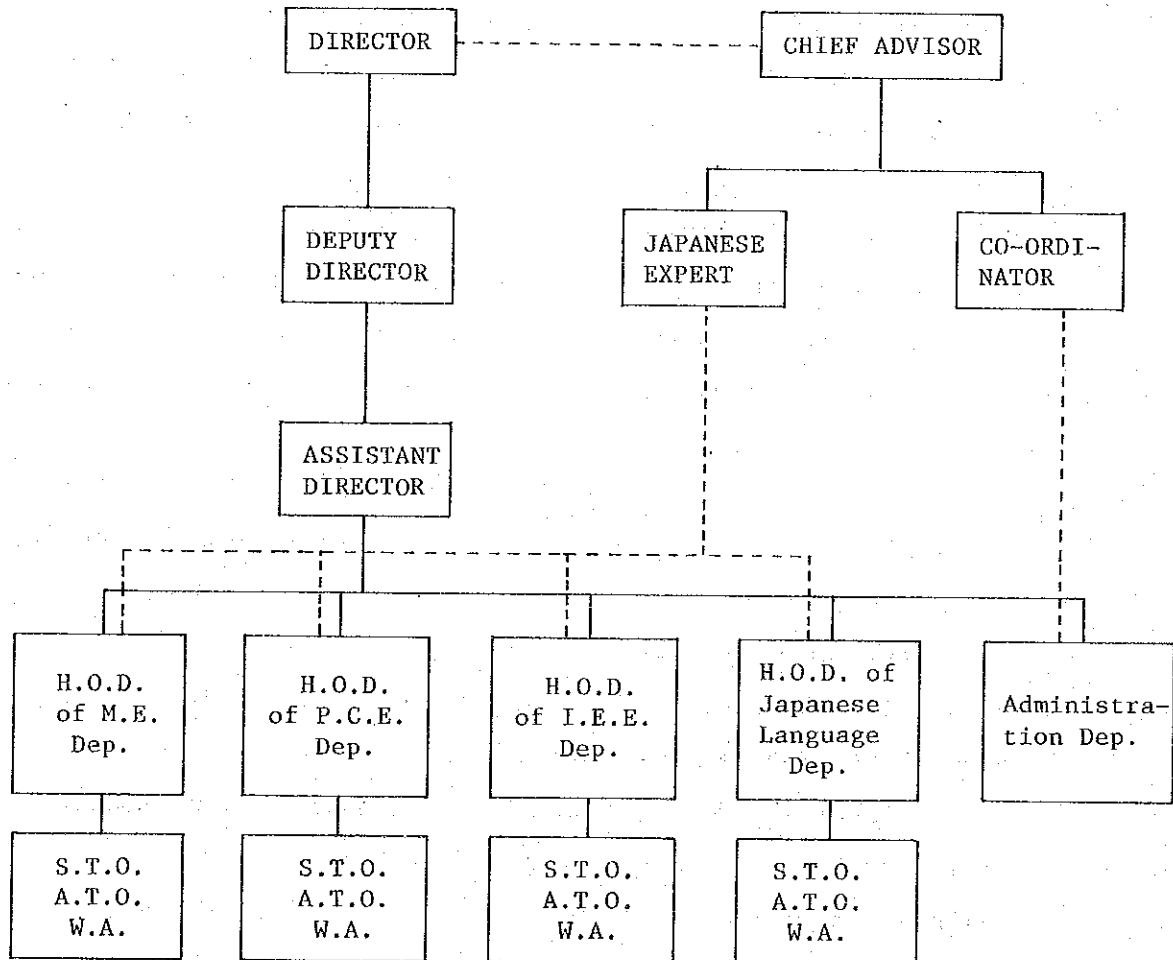 DIRECTOR
CHIEF ADVISOR
DEPUTY
DIRECTOR
JAPANESE
EXPERT
CO-ORDI-
NATOR
ASSISTANT
DIRECTOR
H.O.D.
of M.E.
Dep.
H.O.D.
of P.C.E.
Dep.
H.O.D.
of I.E.E.
Dep.
H.O.D. of
Japanese
Language
Dep.
Administra-
tion Dep.
S.T.O.
A.T.O.
W.A.
S.T.O.
A.T.O.
W.A.
S.T.O.
A.T.O.
W.A.
S.T.O.
A.T.O.
W.A.